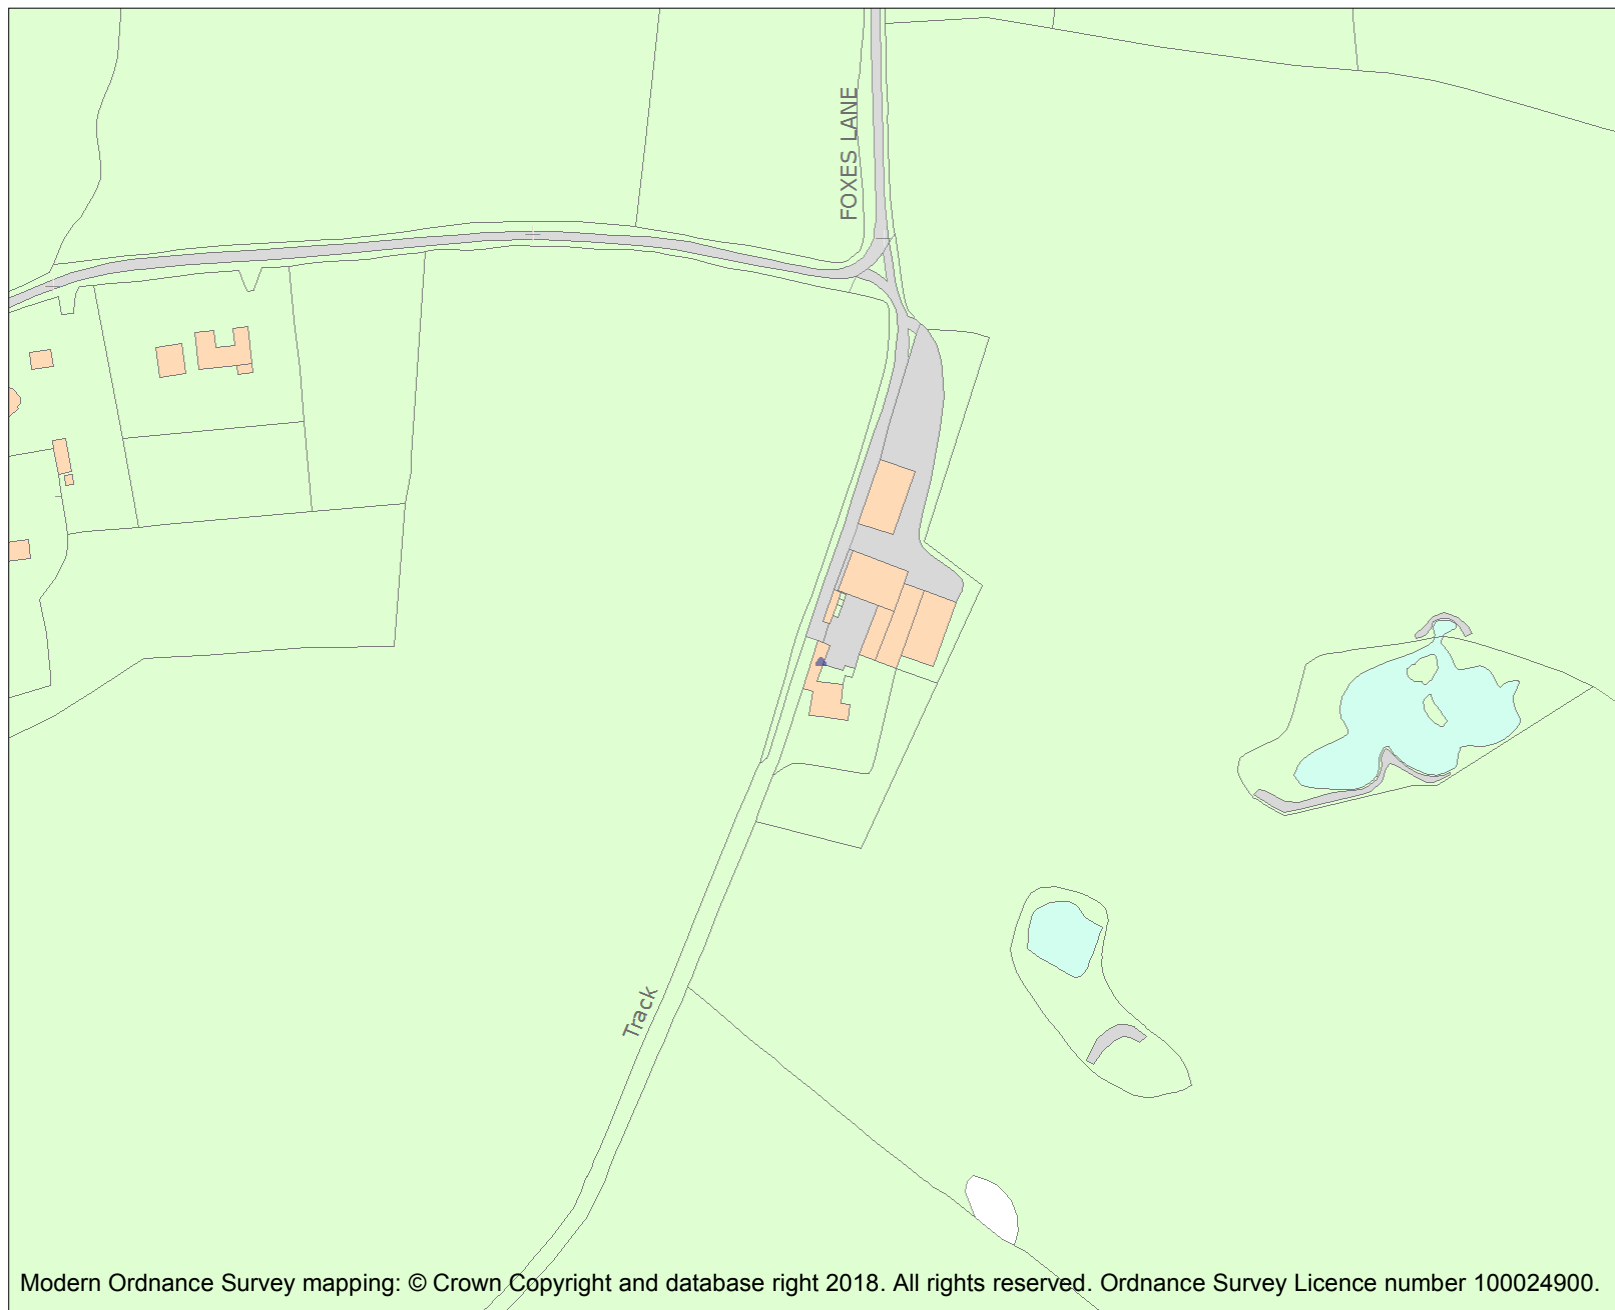 FOXES LANE
Track
Modern Ordnance Survey mapping: © Crown Copyright and database right 2018. All rights reserved. Ordnance Survey Licence number 100024900.